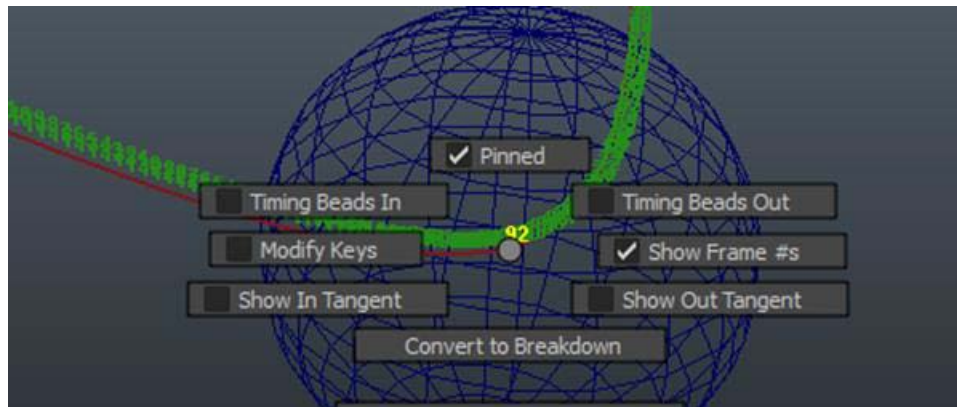 Pinned
Timing Beads In
Timing Beads Out
92
Modify Keys
Show Frame #s
Show In Tangent
Show Out Tangent
Convert to Breakdown